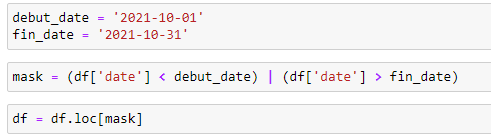 debut_date = '2021-10-01'
fin_date = '2021-10-31'
mask = (df['date'] < debut_date) | (df['date'] > fin_date)
df = df.loc[mask]